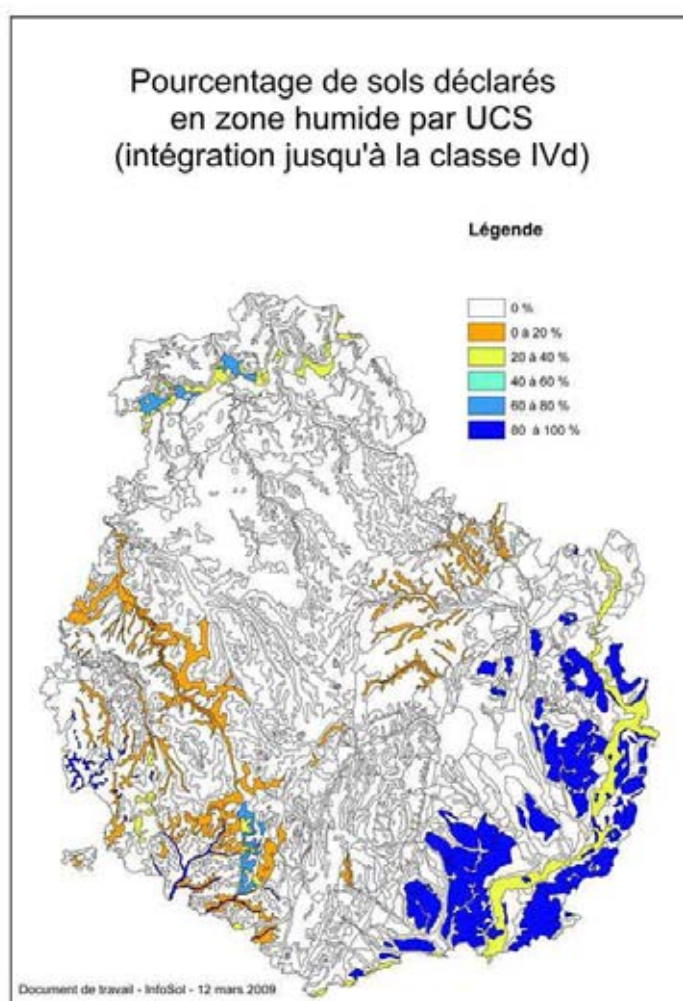 Pourcentage de sols déclarés
en zone humide par UCS
(intégration jusqu'à la classe IVd)
Légende
0 %
0 à 20 %
20 à 40 %
40 à 60 %
60 à 80 %
80 à 100 %
Document de travail - InfoSol - 12 mars 2009